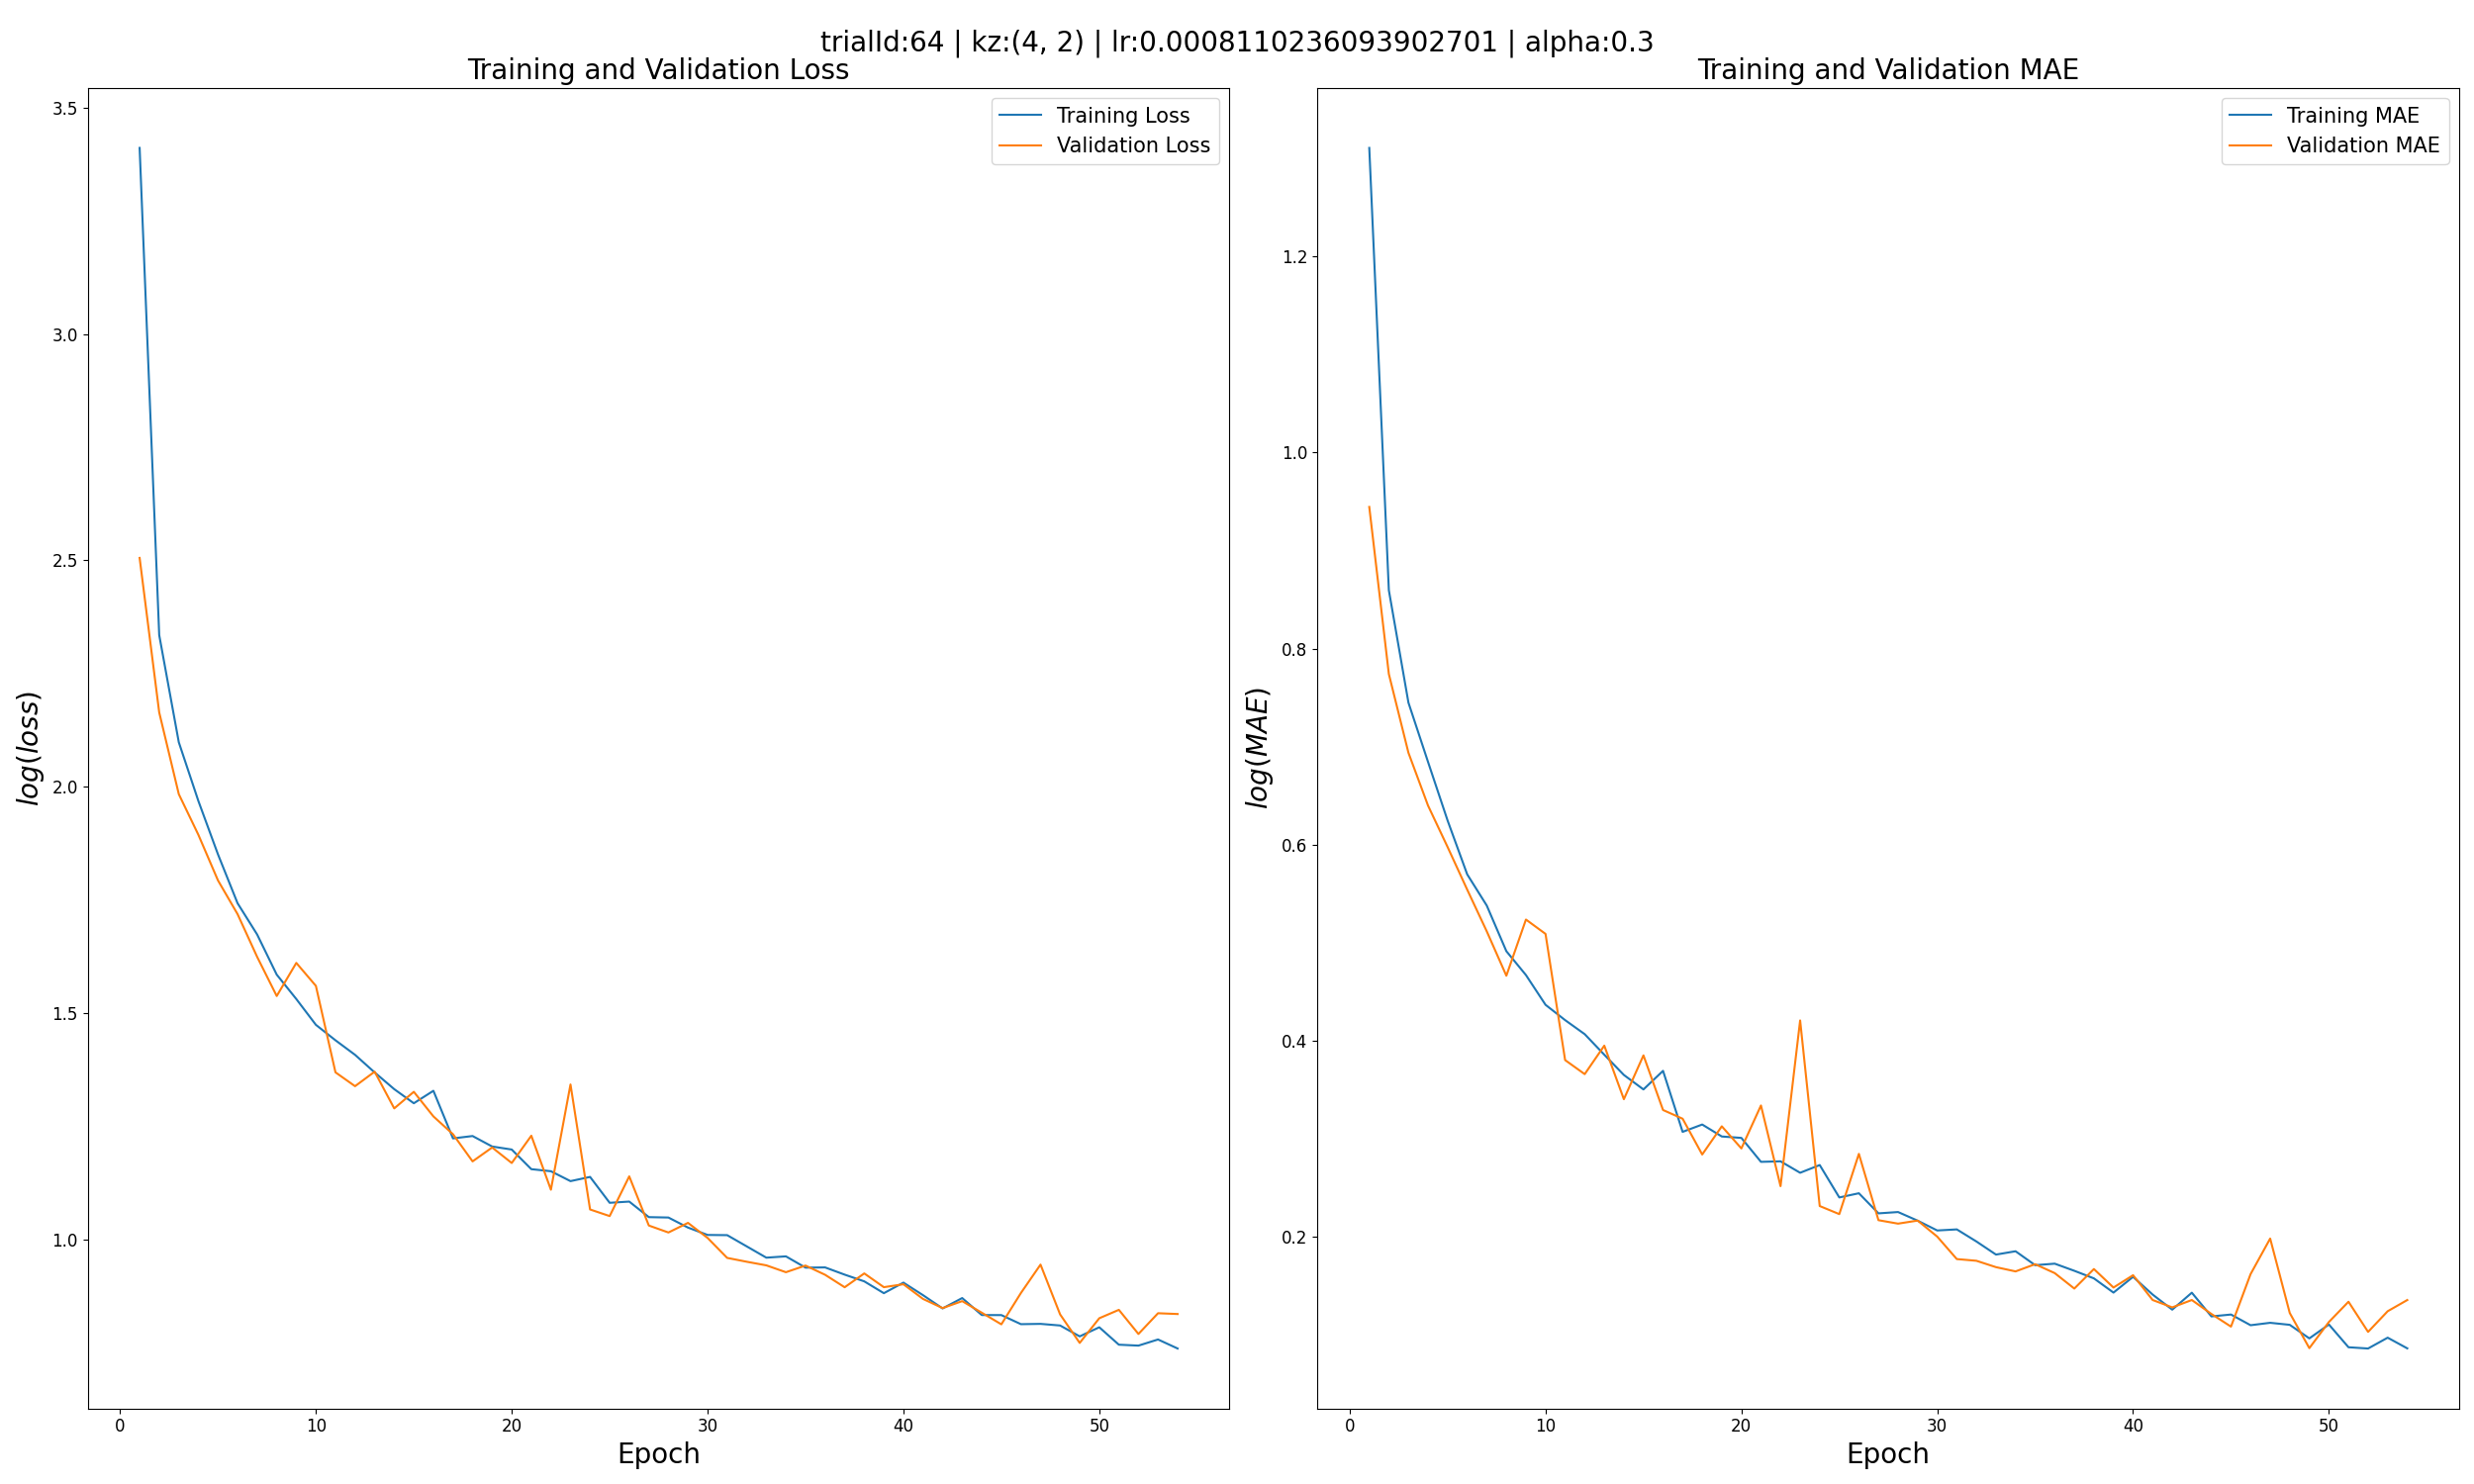 trialId:64 | kz:(4, 2) | lr:0.0008110236093902701 | alpha:0.3
Training and Validation Loss
3.5
3.0
2.5
2.0
1.5
1.0
log(loss)
Training Loss
Validation Loss
0 10 20 30 40 50
Epoch
Training and Validation MAE
1.2
1.0
0.8
0.6
0.4
0.2
log(MAE)
Training MAE
Validation MAE
0 10 20 30 40 50
Epoch